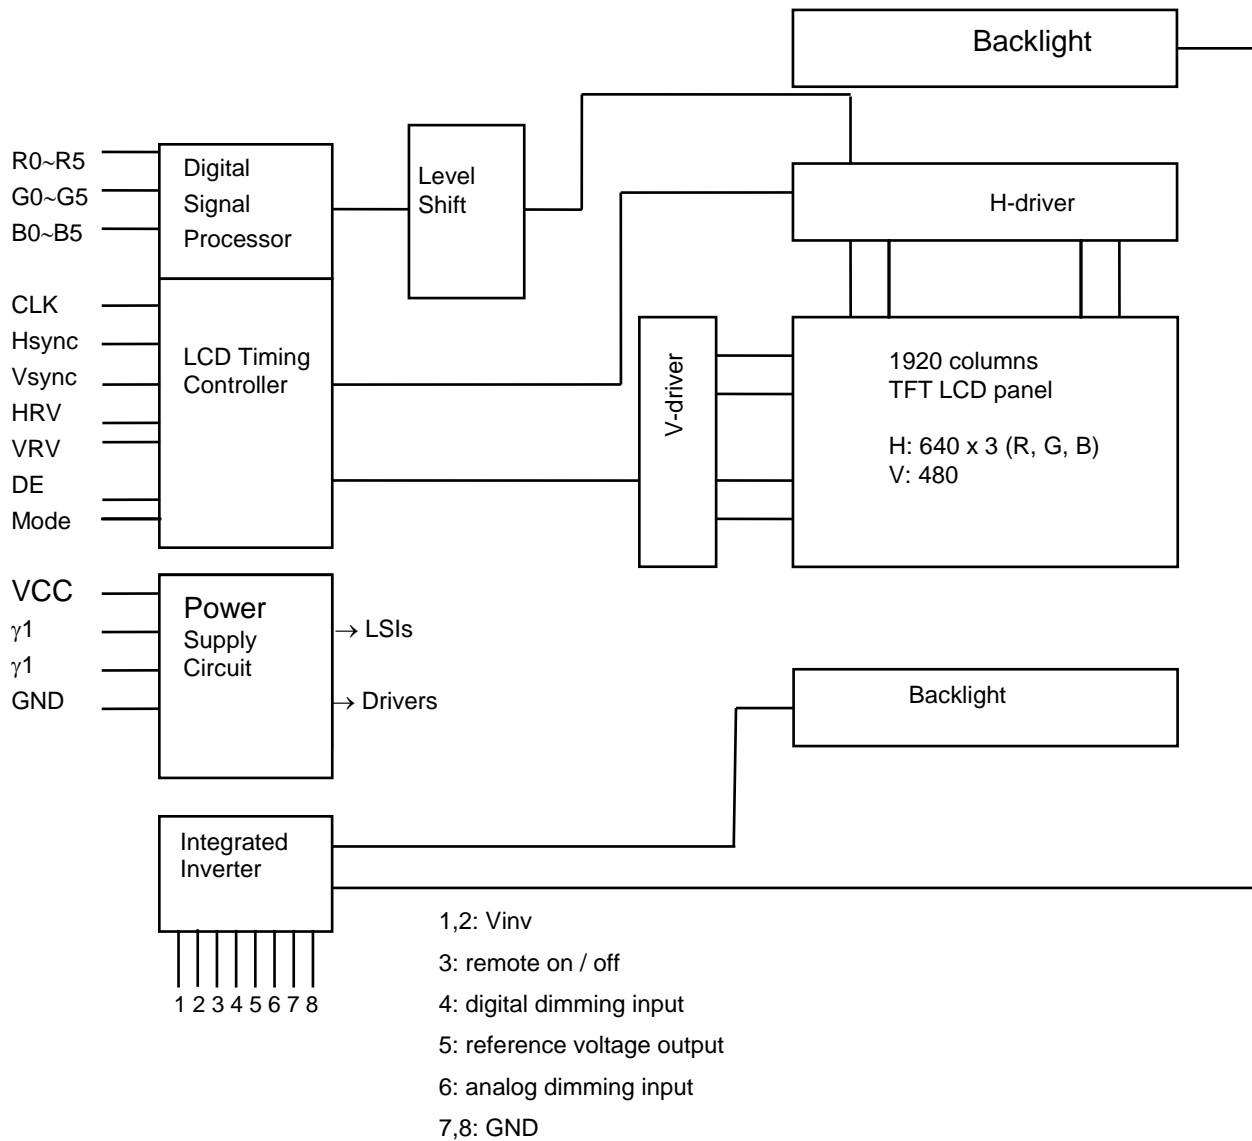 Backlight
R0~R5
G0~G5
B0~B5
Digital
Signal
Processor
Level
Shift
H-driver
CLK
Hsync
Vsync
HRV
VRV
DE
Mode
LCD Timing
Controller
V-driver
1920 columns
TFT LCD panel
H: 640 x 3 (R, G, B)
V: 480
VCC
γ1
γ1
GND
Power
Supply
Circuit
→ LSIs
→ Drivers
Backlight
Integrated
Inverter
1 2 3 4 5 6 7 8
1,2: Vinv
3: remote on / off
4: digital dimming input
5: reference voltage output
6: analog dimming input
7,8: GND